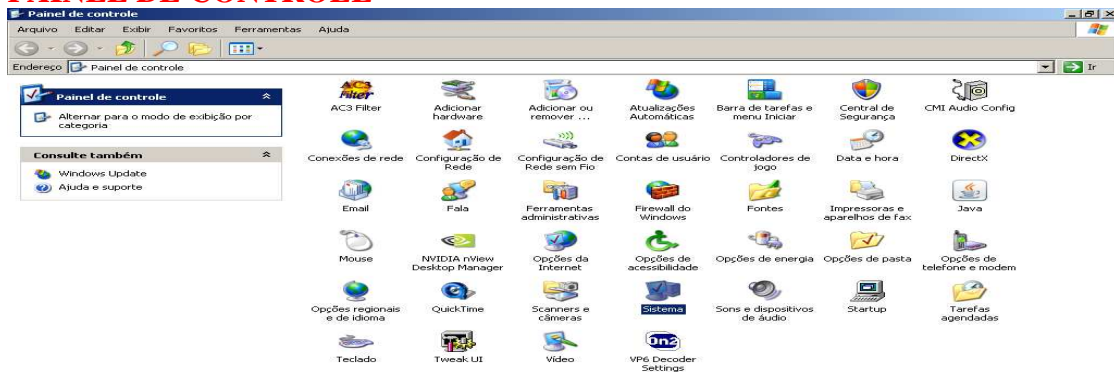 PAINEL DE CONTROLE
Painel de controle
Arquivo Editar Exibir Favoritos Ferramentas Ajuda
Endereço Painel de controle Ir
Painel de controle
Alternar para o modo de exibição por
categoria
Consulte também
Windows Update
Ajuda e suporte
AC3 Filter
AC3 Filter
Adicionar
hardware
Adicionar ou
remover ...
Atualizações
Automáticas
Barra de tarefas e
menu Iniciar
Central de
Segurança
CMI Audio Config
Conexões de rede
Configuração de
Rede
Configuração de
Rede sem Fio
Contas de usuário
Controladores de
jogo
Data e hora
DirectX
Email
Fala
Ferramentas
administrativas
Firewall do
Windows
Fontes
Impressoras e
aparelhos de fax
Java
Mouse
NVIDIA nView
Desktop Manager
Opções da
Internet
Opções de
acessibilidade
Opções de energia
Opções de pasta
Opções de
telefone e modem
Opções regionais
e de idioma
QuickTime
Scanners e
câmeras
Sistema
Sons e dispositivos
de áudio
Startup
Tarefas
agendadas
Teclado
Tweak UI
Vídeo
On2
VP6 Decoder
Settings